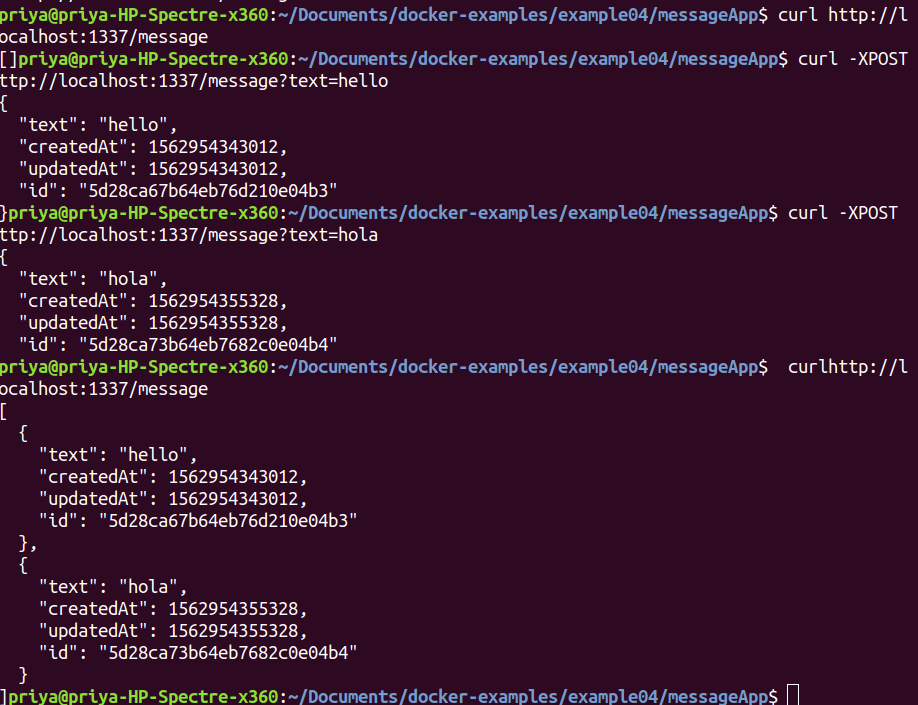 priya@priya-HP-Spectre-x360:~/Documents/docker-examples/example04/messageApp$ curl http://l
ocalhost:1337/message
[]priya@priya-HP-Spectre-x360:~/Documents/docker-examples/example04/messageApp$ curl -XPOST
ttp://localhost:1337/message?text=hello
{
  "text": "hello",
  "createdAt": 1562954343012,
  "updatedAt": 1562954343012,
  "id": "5d28ca67b64eb76d210e04b3"
}priya@priya-HP-Spectre-x360:~/Documents/docker-examples/example04/messageApp$ curl -XPOST
ttp://localhost:1337/message?text=hola
{
  "text": "hola",
  "createdAt": 1562954355328,
  "updatedAt": 1562954355328,
  "id": "5d28ca73b64eb7682c0e04b4"
priya@priya-HP-Spectre-x360:~/Documents/docker-examples/example04/messageApp$  curlhttp://l
ocalhost:1337/message
[
  {
    "text": "hello",
    "createdAt": 1562954343012,
    "updatedAt": 1562954343012,
    "id": "5d28ca67b64eb76d210e04b3"
  },
  {
    "text": "hola",
    "createdAt": 1562954355328,
    "updatedAt": 1562954355328,
    "id": "5d28ca73b64eb7682c0e04b4"
  }
]priya@priya-HP-Spectre-x360:~/Documents/docker-examples/example04/messageApp$